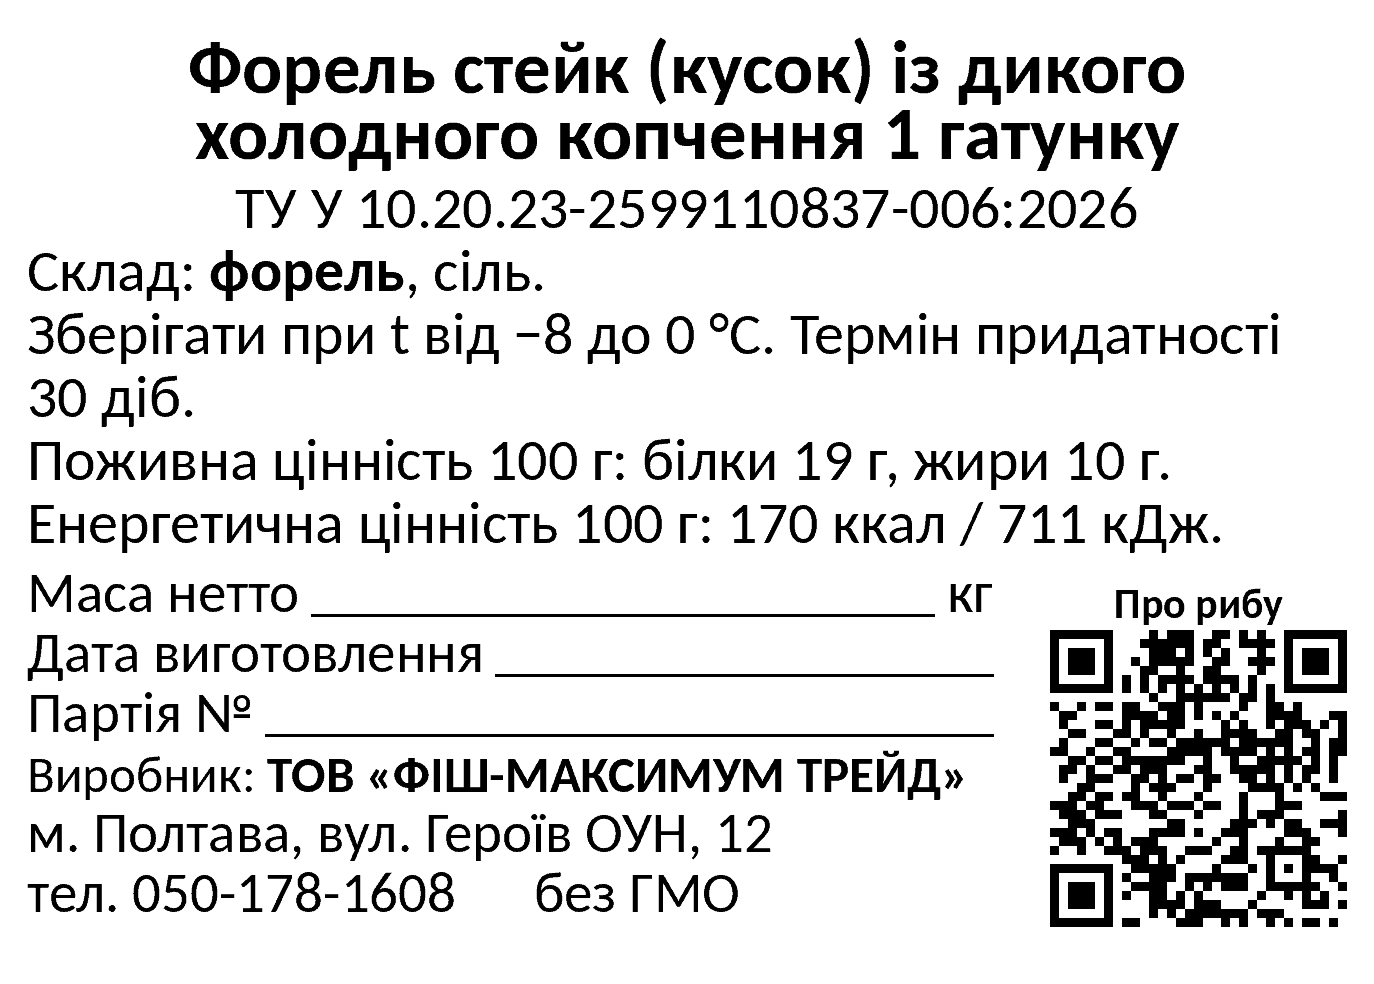 Форель стейк (кусок) із дикого
холодного копчення 1 гатунку
ТУ У 10.20.23-2599110837-006:2026
Склад: форель, сіль.
Зберігати при t від −8 до 0 °С. Термін придатності
30 діб.
Поживна цінність 100 г: білки 19 г, жири 10 г.
Енергетична цінність 100 г: 170 ккал / 711 кДж.
Маса нетто ________________ кг
Дата виготовлення ________________
Партія № ________________
Про рибу
Виробник: ТОВ «ФІШ-МАКСИМУМ ТРЕЙД»
м. Полтава, вул. Героїв ОУН, 12
тел. 050-178-1608 без ГМО